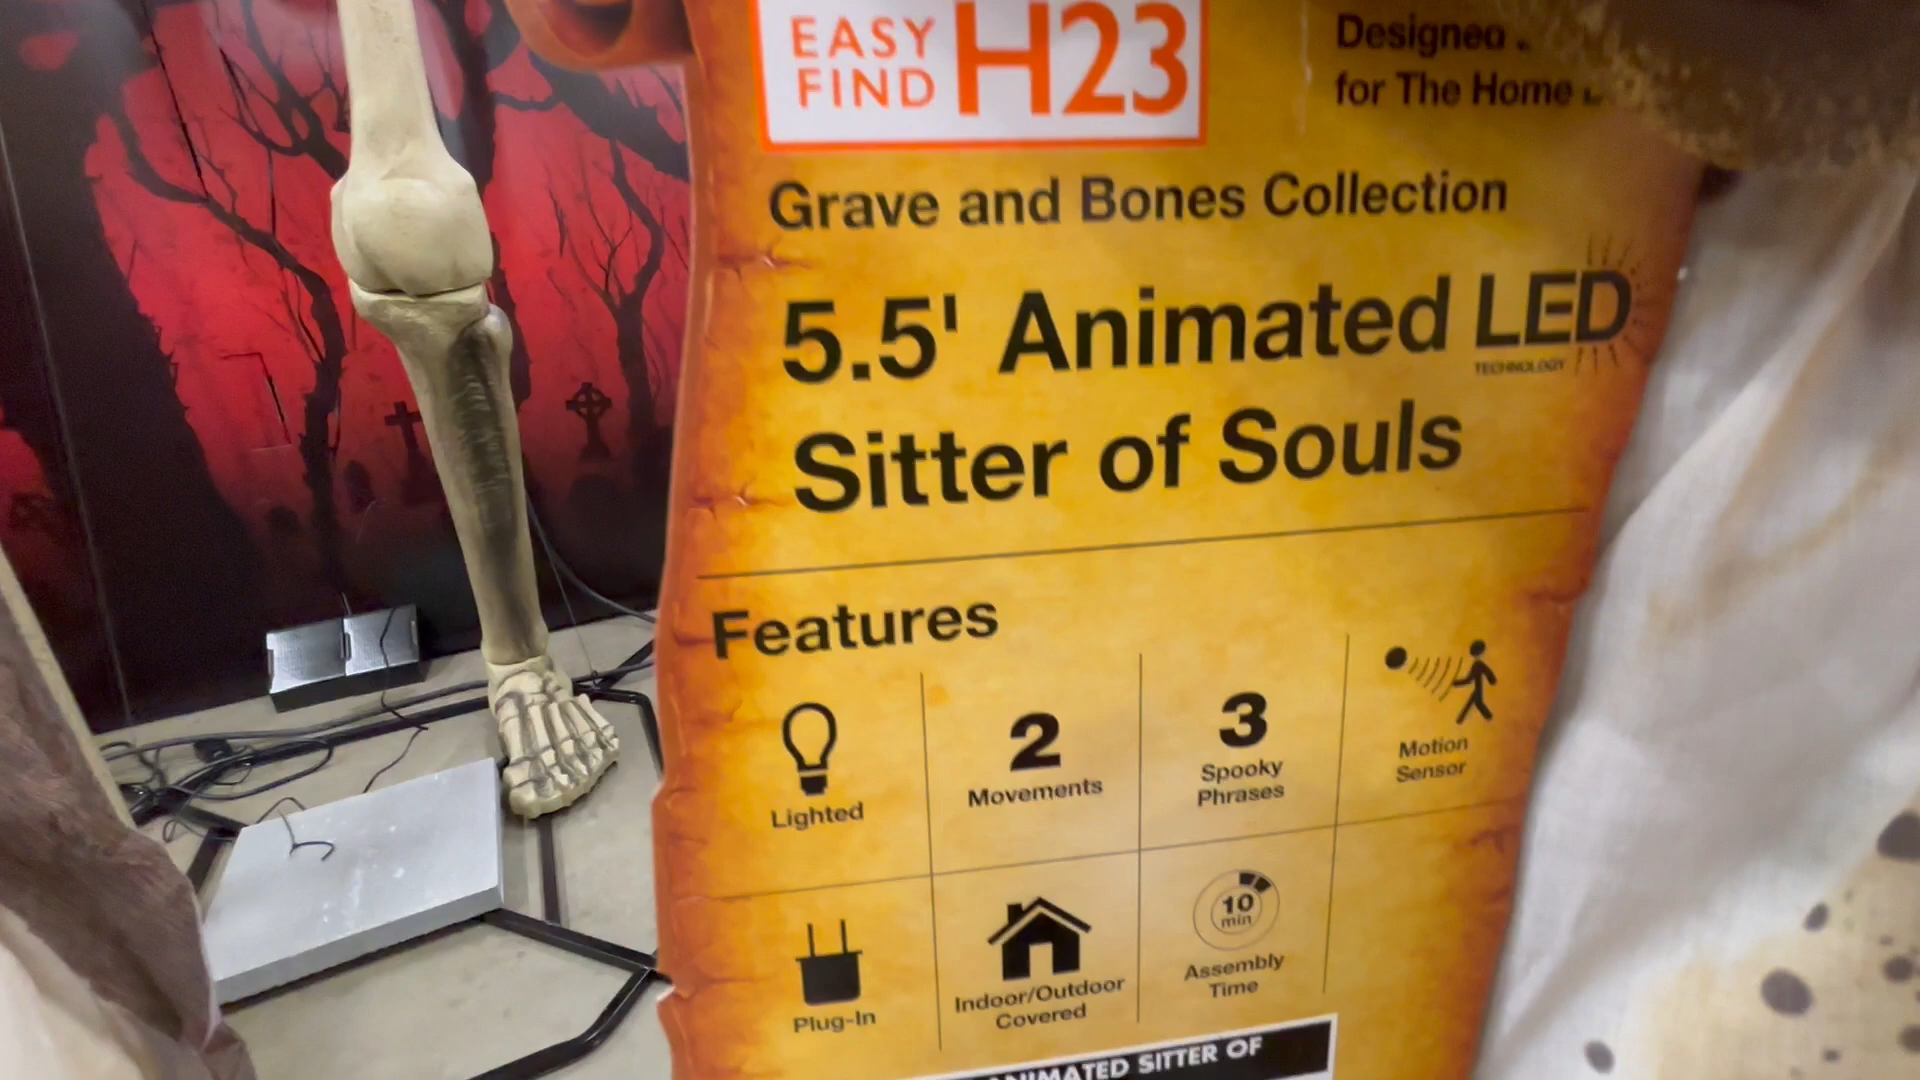 EASY
FIND H23
Designed
for The Home
Grave and Bones Collection
5.5' Animated LED
TECHNOLOGY
Sitter of Souls
Features
Lighted
2
Movements
3
Spooky
Phrases
Motion
Sensor
Plug-In
Indoor/Outdoor
Covered
10
min
Assembly
Time
ANIMATED SITTER OF